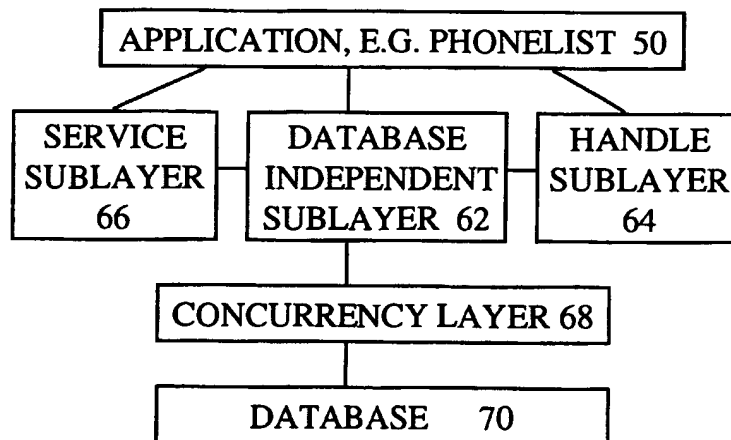 APPLICATION, E.G. PHONELIST 50
SERVICE
SUBLAYER
66
DATABASE
INDEPENDENT
SUBLAYER 62
HANDLE
SUBLAYER
64
CONCURRENCY LAYER 68
DATABASE 70